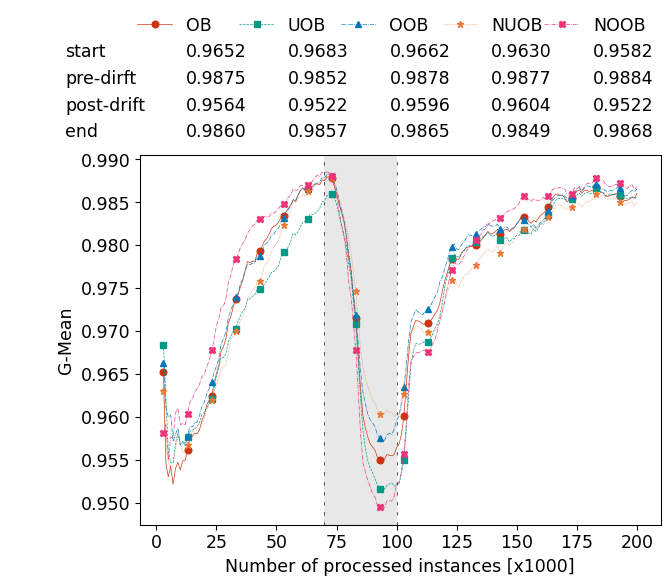 OB UOB OOB NUOB NOOB
start 0.9652 0.9683 0.9662 0.9630 0.9582
pre-dirft 0.9875 0.9852 0.9878 0.9877 0.9884
post-drift 0.9564 0.9522 0.9596 0.9604 0.9522
end 0.9860 0.9857 0.9865 0.9849 0.9868
0.990
0.985
0.980
0.975
0.970
0.965
0.960
0.955
0.950
G-Mean
0 25 50 75 100 125 150 175 200
Number of processed instances [x1000]